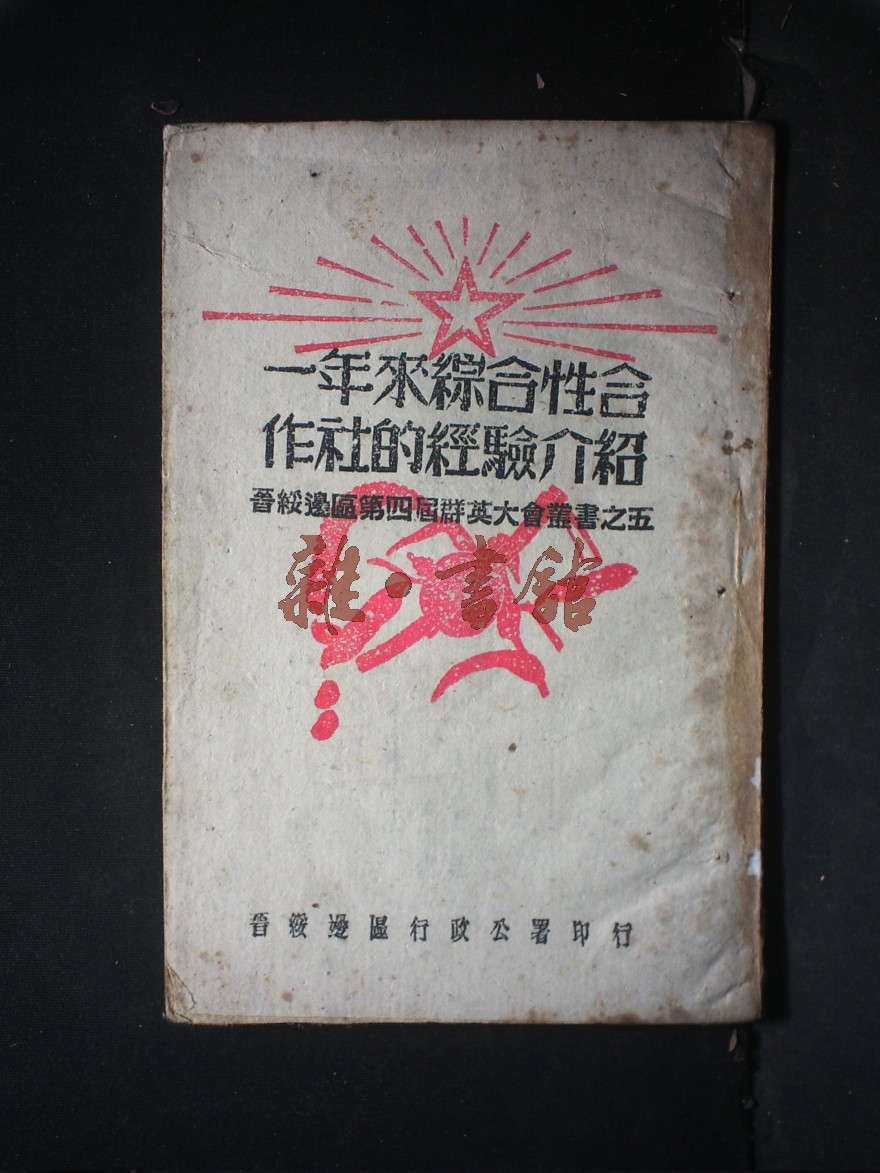 一年來綜合性合
作社的經驗介紹
晉綏邊區第四屆群英大會叢書之五
雜·書館
晉綏邊區行政公署印行